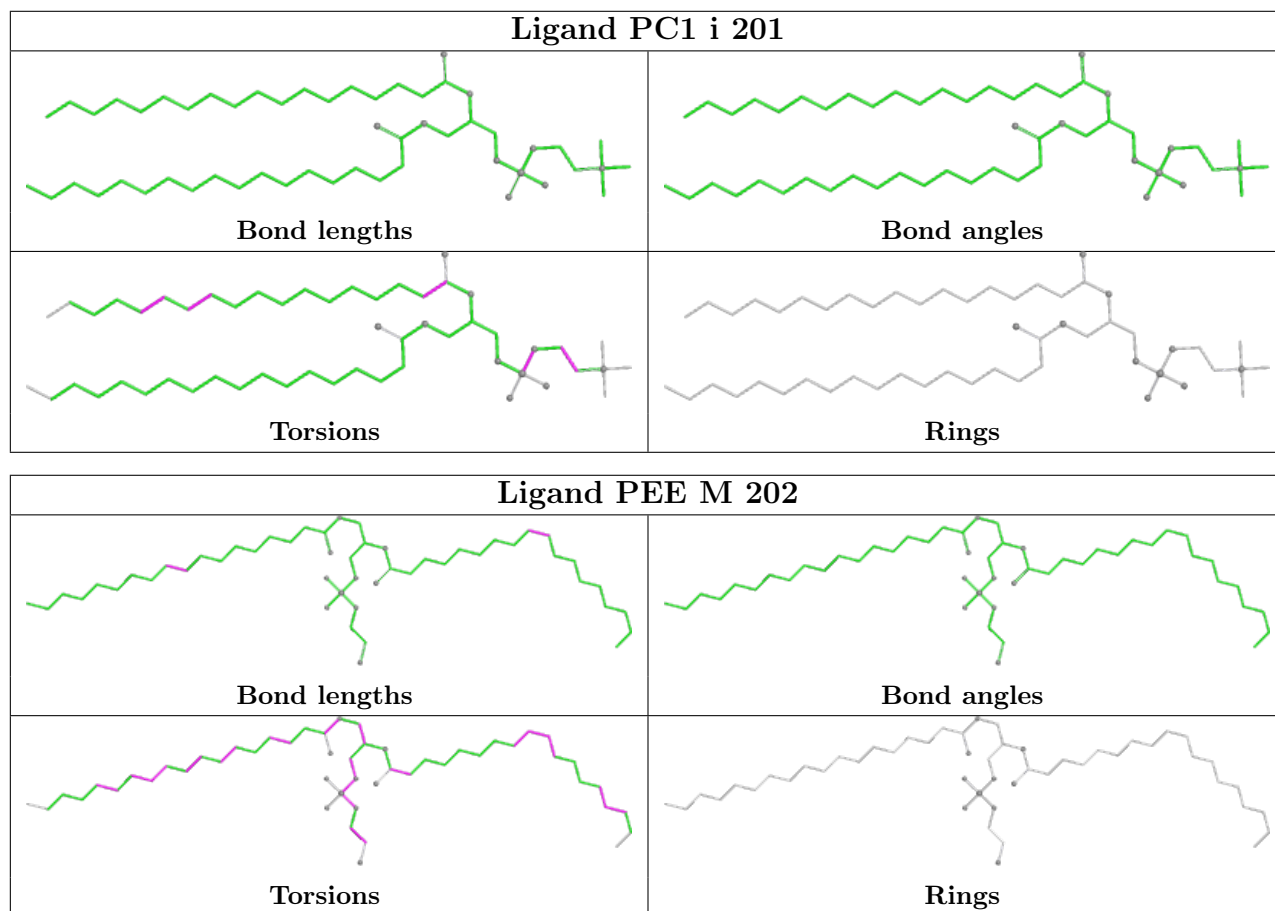 Ligand PC1 i 201
Bond lengths
Bond angles
Torsions
Rings
Ligand PEE M 202
Bond lengths
Bond angles
Torsions
Rings